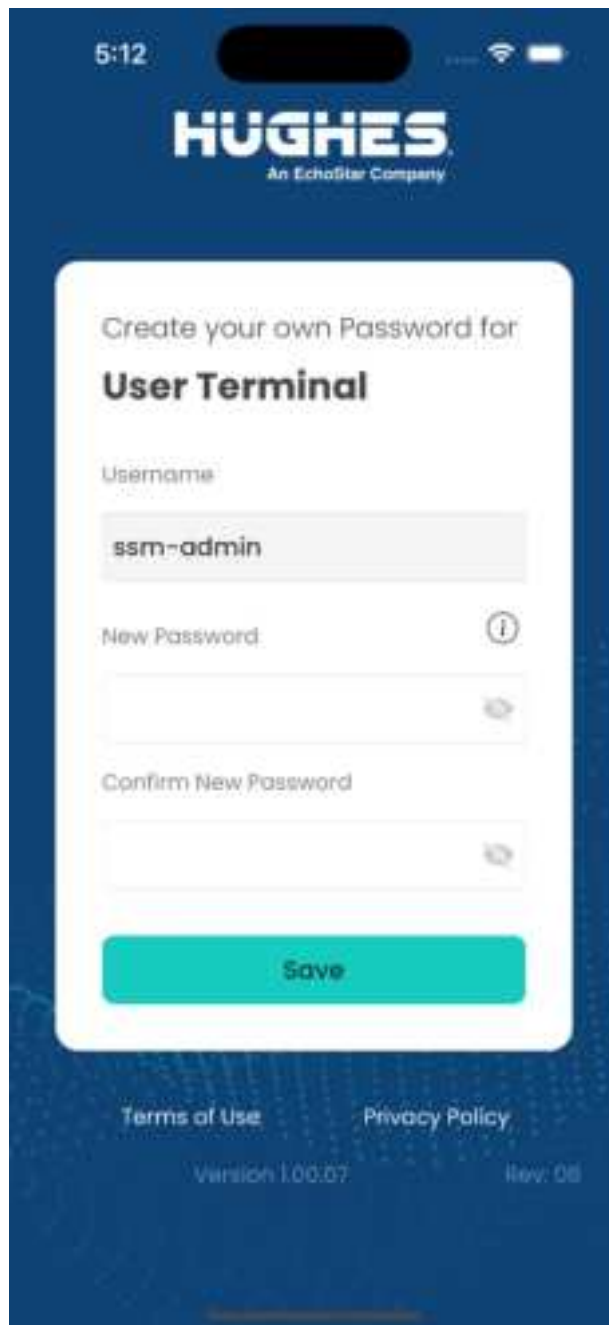 5:12
HUGHES.
An EchoStar Company
Create your own Password for
User Terminal
Username
ssm-admin
New Password
i
Confirm New Password
Save
Terms of Use
Privacy Policy
Version 1.00.07
Rev: 06